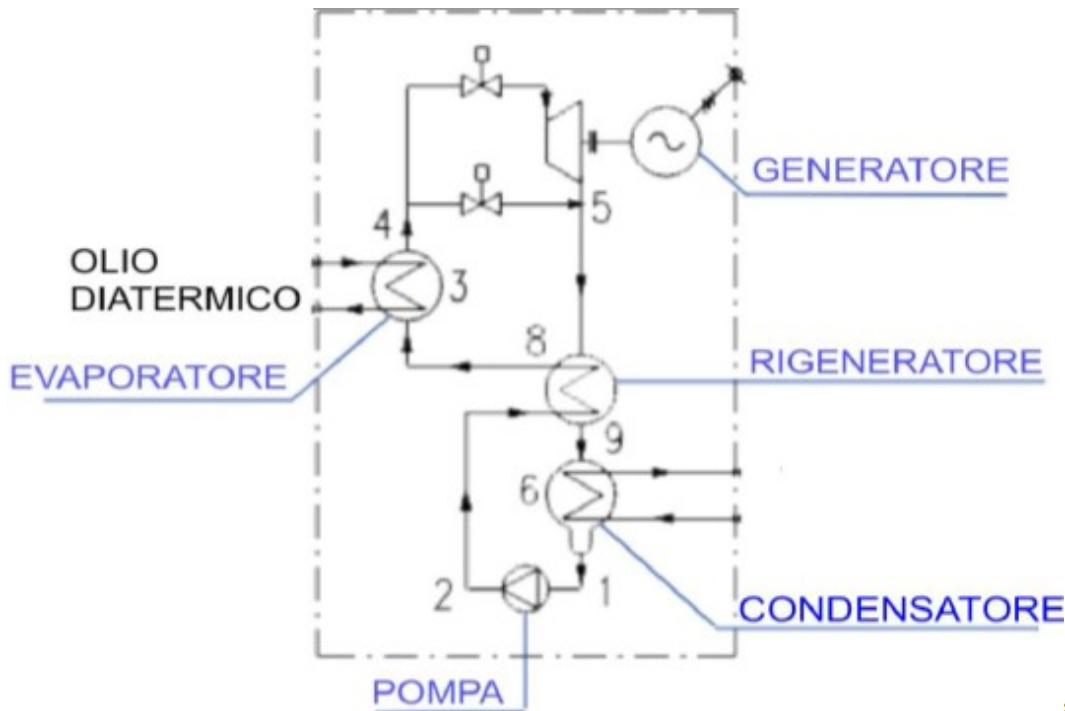 GENERATORE
5
4
OLIO
DIATERMICO
3
8
RIGENERATORE
EVAPORATORE
9
6
2
1
CONDENSATORE
POMPA